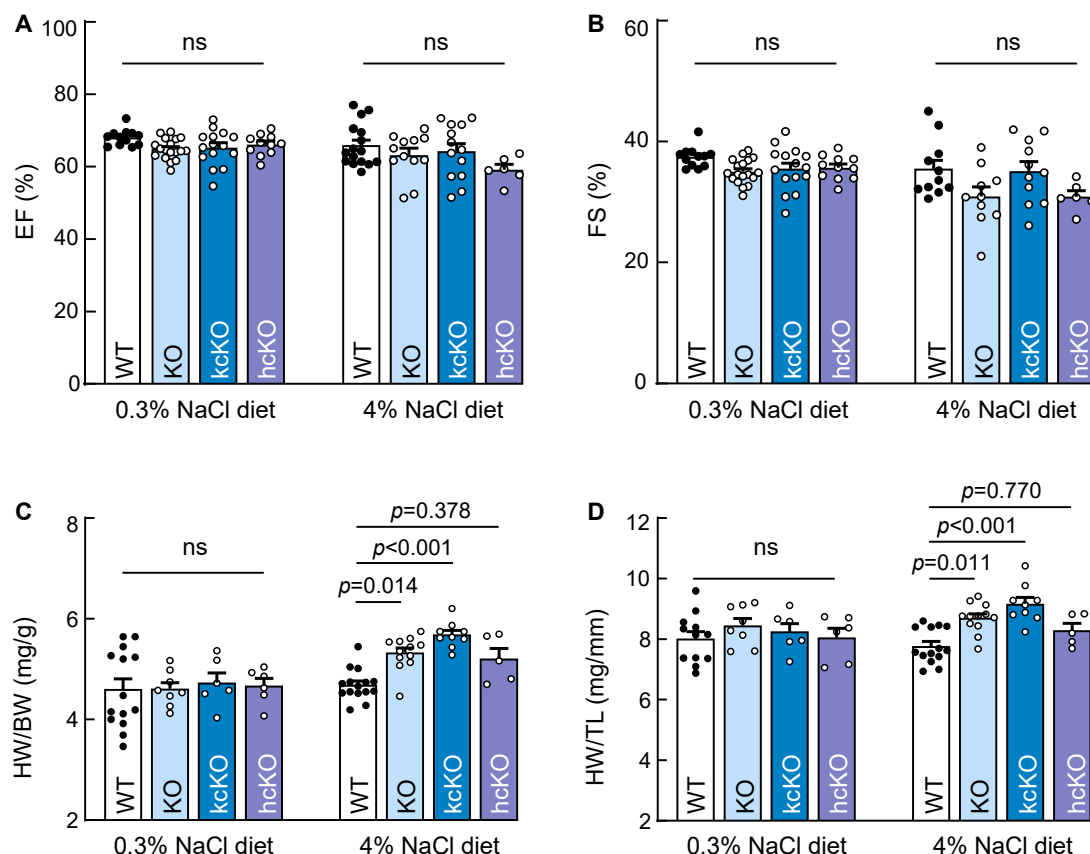 A
EF (%)
100
80
60
40
20
0
ns
ns
WT
KO
kcKO
hcKO
WT
KO
kcKO
hcKO
0.3% NaCl diet
4% NaCl diet
B
FS (%)
60
40
20
0
ns
ns
WT
KO
kcKO
hcKO
WT
KO
kcKO
hcKO
0.3% NaCl diet
4% NaCl diet
C
HW/BW (mg/g)
8
6
4
2
ns
p=0.378
p<0.001
p=0.014
WT
KO
kcKO
hcKO
WT
KO
kcKO
hcKO
0.3% NaCl diet
4% NaCl diet
D
HW/TL (mg/mm)
12
10
8
6
4
2
ns
p=0.770
p<0.001
p=0.011
WT
KO
kcKO
hcKO
WT
KO
kcKO
hcKO
0.3% NaCl diet
4% NaCl diet